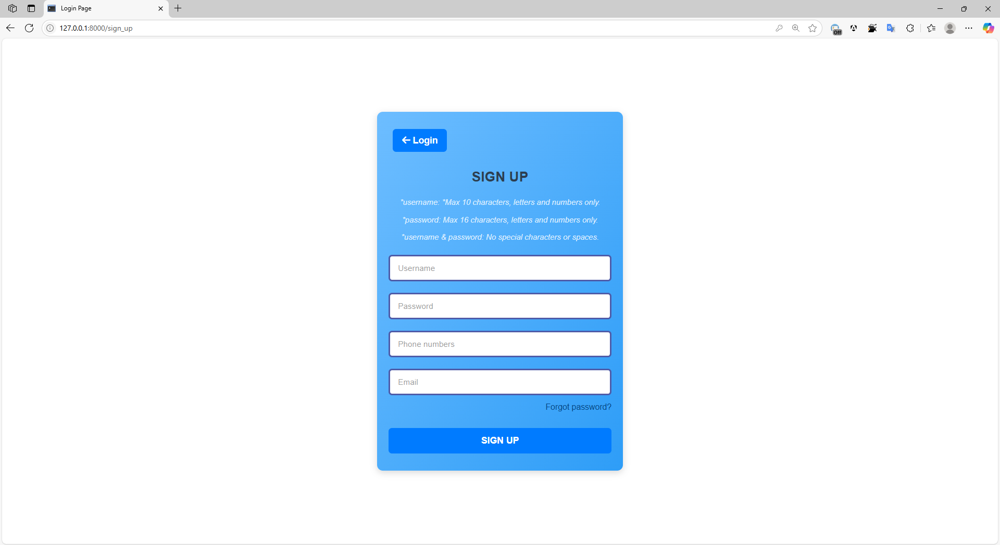 Login Page
127.0.0.1:8000/sign_up
Off
Login
SIGN UP
*username: *Max 10 characters, letters and numbers only.
*password: Max 16 characters, letters and numbers only.
*username & password: No special characters or spaces.
Username
Password
Phone numbers
Email
Forgot password?
SIGN UP